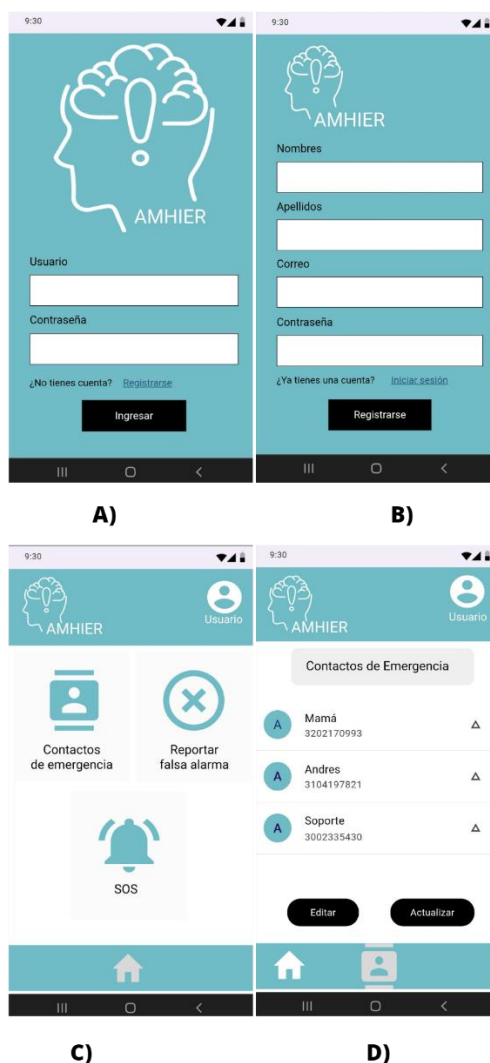 9:30
AMHIER
Usuario
Contraseña
¿No tienes cuenta? Registrarse
Ingresar
A)
9:30
AMHIER
Nombres
Apellidos
Correo
Contraseña
¿Ya tienes una cuenta? Iniciar sesión
Registrarse
B)
9:30
AMHIER
Usuario
Contactos
de emergencia
Reportar
falsa alarma
SOS
C)
9:30
AMHIER
Usuario
Contactos de Emergencia
A
Mamá
3202170993
A
Andres
3104197821
A
Soporte
3002335430
Editar
Actualizar
D)